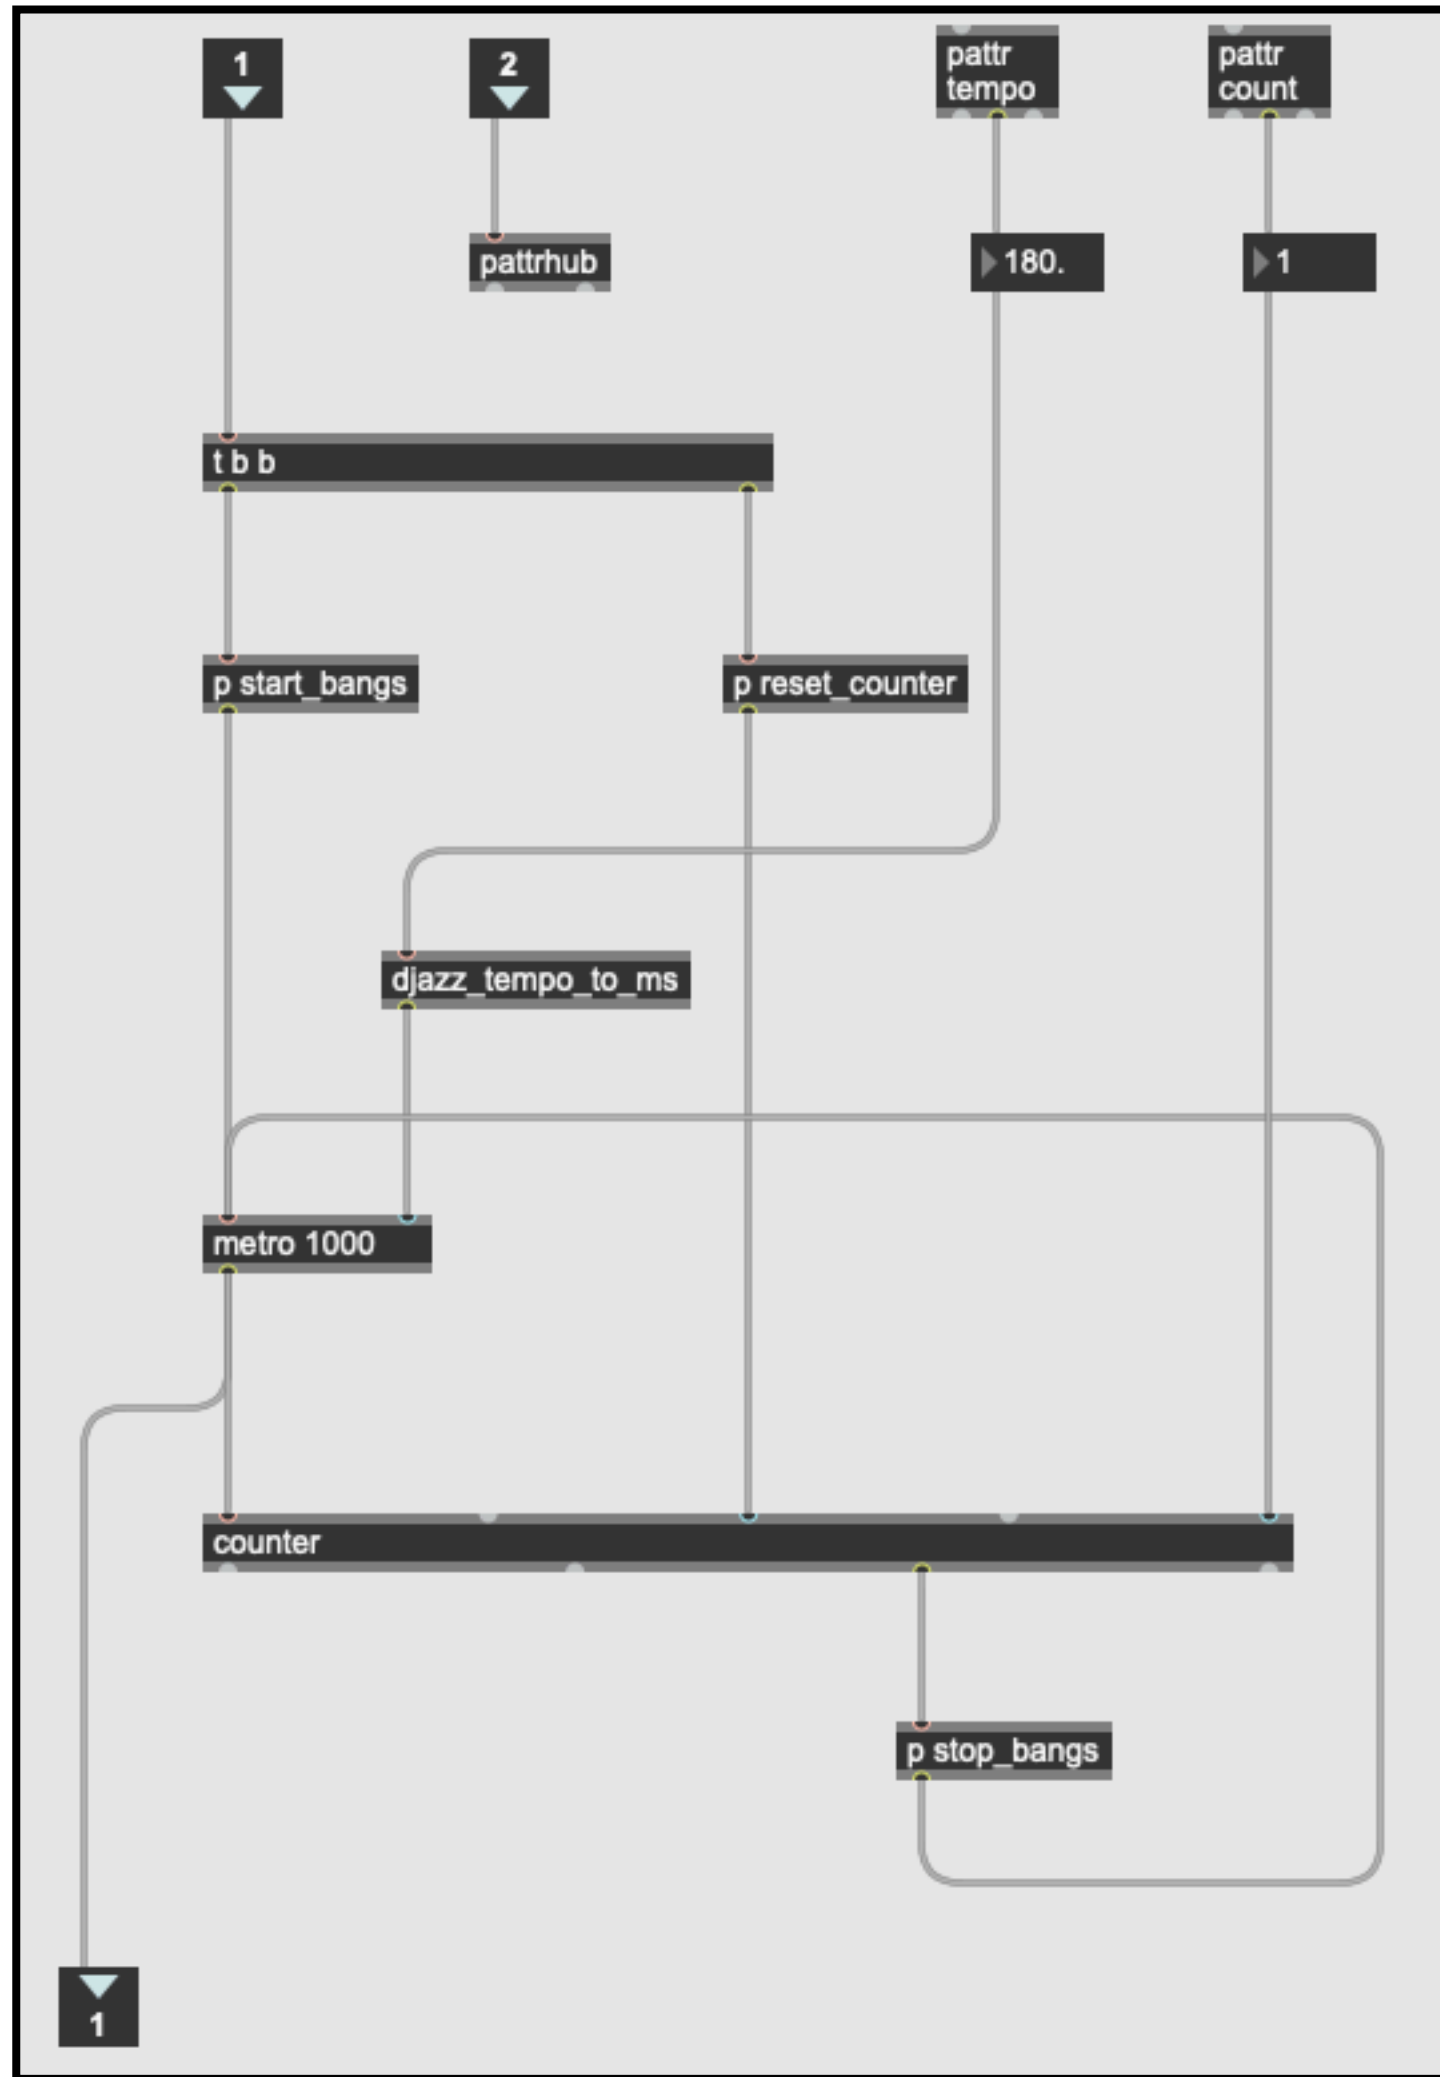 1
2
pattr
tempo
pattr
count
pattrhub
180.
1
t b b
p start_bangs
p reset_counter
djazz_tempo_to_ms
metro 1000
counter
p stop_bangs
1